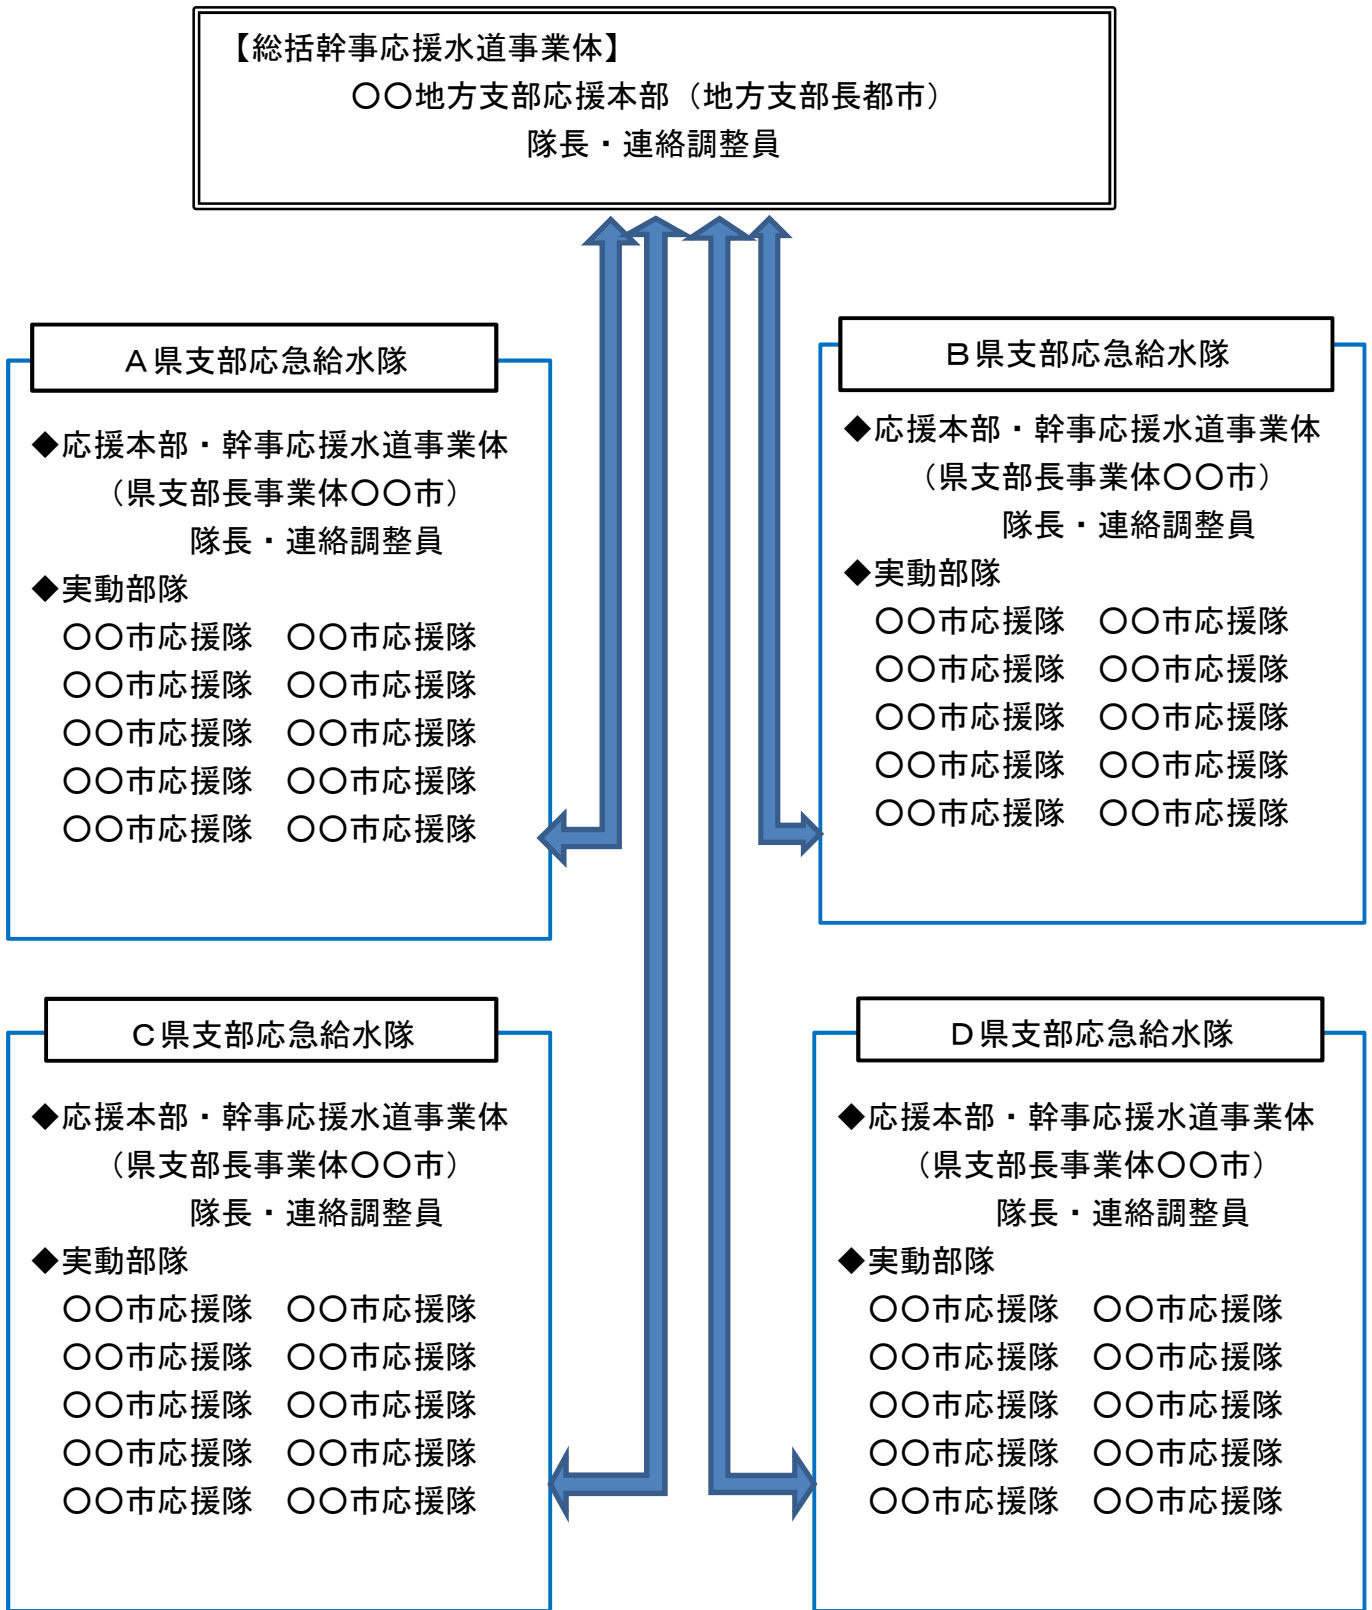 【総括幹事応援水道事業体】
〇〇地方支部応援本部（地方支部長都市）
隊長・連絡調整員
Ａ県支部応急給水隊
◆応援本部・幹事応援水道事業体
（県支部長事業体〇〇市）
隊長・連絡調整員
◆実動部隊
〇〇市応援隊　〇〇市応援隊
〇〇市応援隊　〇〇市応援隊
〇〇市応援隊　〇〇市応援隊
〇〇市応援隊　〇〇市応援隊
〇〇市応援隊　〇〇市応援隊
Ｂ県支部応急給水隊
◆応援本部・幹事応援水道事業体
（県支部長事業体〇〇市）
隊長・連絡調整員
◆実動部隊
〇〇市応援隊　〇〇市応援隊
〇〇市応援隊　〇〇市応援隊
〇〇市応援隊　〇〇市応援隊
〇〇市応援隊　〇〇市応援隊
〇〇市応援隊　〇〇市応援隊
Ｃ県支部応急給水隊
◆応援本部・幹事応援水道事業体
（県支部長事業体〇〇市）
隊長・連絡調整員
◆実動部隊
〇〇市応援隊　〇〇市応援隊
〇〇市応援隊　〇〇市応援隊
〇〇市応援隊　〇〇市応援隊
〇〇市応援隊　〇〇市応援隊
〇〇市応援隊　〇〇市応援隊
Ｄ県支部応急給水隊
◆応援本部・幹事応援水道事業体
（県支部長事業体〇〇市）
隊長・連絡調整員
◆実動部隊
〇〇市応援隊　〇〇市応援隊
〇〇市応援隊　〇〇市応援隊
〇〇市応援隊　〇〇市応援隊
〇〇市応援隊　〇〇市応援隊
〇〇市応援隊　〇〇市応援隊